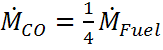 Ṁ_CO = 1/4 Ṁ_Fuel